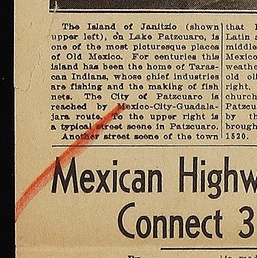 The Island of Janitzio (shown
upper left), on Lake Patzcuaro, is
one of the most picturesque places
of Old Mexico. For centuries this
island has been the home of Taras-
can Indians, whose chief industries
are fishing and the making of fish
nets. The City of Patzcuaro is
reached by Mexico-City-Guadala-
jara route. To the upper right is
a typical street scene in Patzcuaro.
Another street scene of the town
that
Latin
middle
Mexico
weath
old ol
right.
church
Patzcu
by th
brough
1520.
Mexican Highw
Connect 3